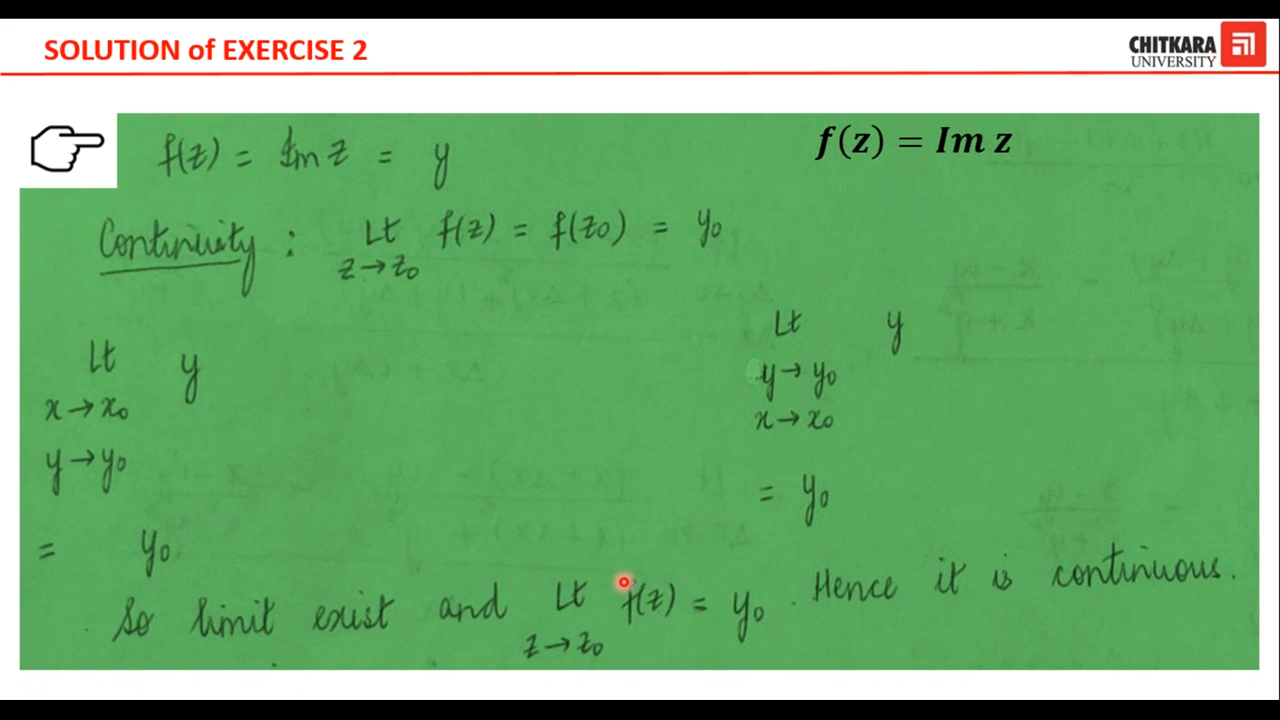 SOLUTION of EXERCISE 2
CHITKARA
UNIVERSITY
f(z) = Im z = y
f(z) = Im z
Continuity : Lt f(z) = f(z0) = y0
z → z0
Lt y
x → x0
y → y0
= y0
Lt y
y → y0
x → x0
= y0
So limit exist and Lt f(z) = y0 . Hence it is continuous.
z → z0